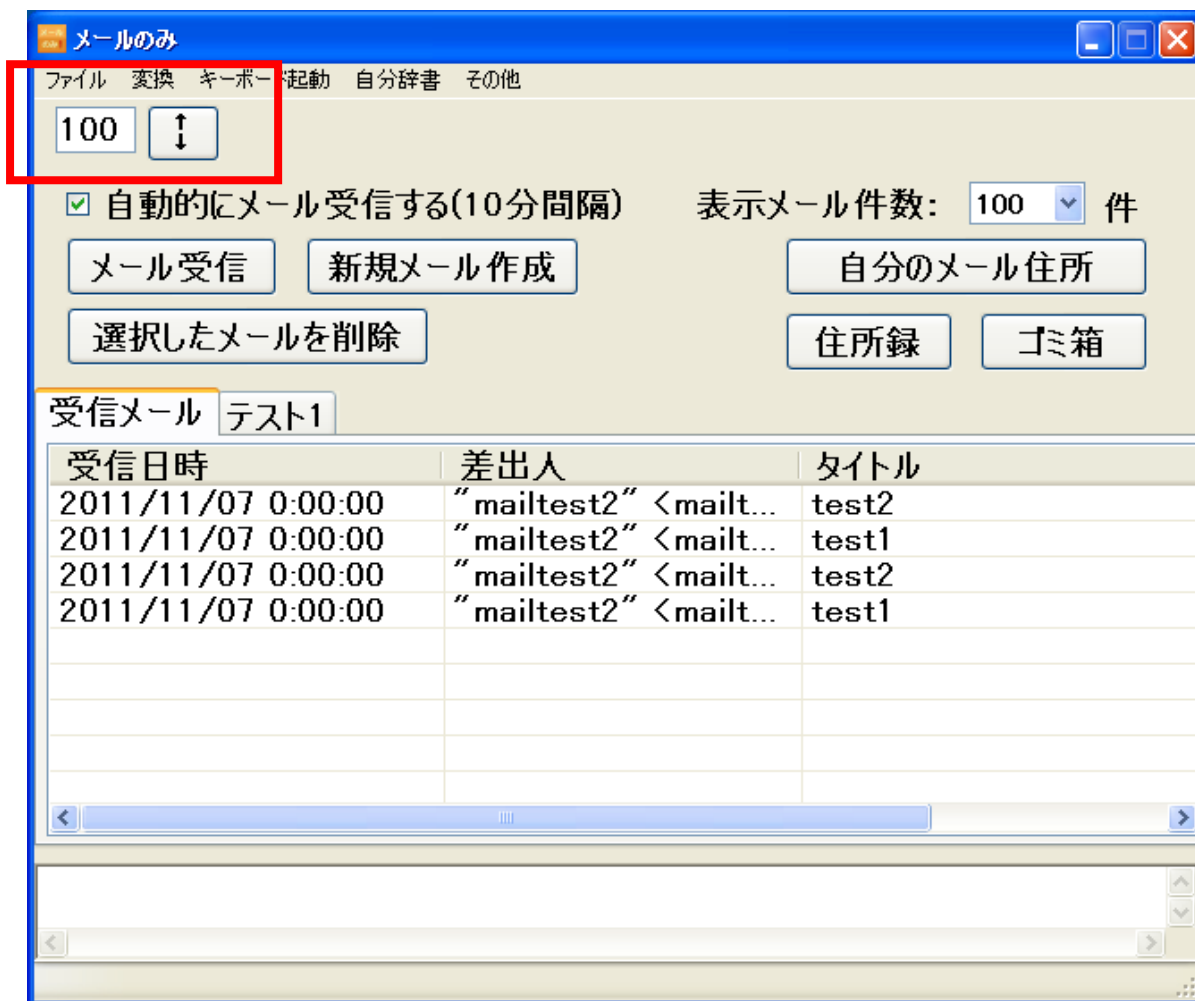 メールのみ
ファイル 変換 キーボード起動 自分辞書 その他
100
自動的にメール受信する(10分間隔) 表示メール件数: 100 件
メール受信 新規メール作成 自分のメール住所
選択したメールを削除 住所録 ゴミ箱
受信メール テスト1
受信日時 差出人 タイトル
2011/11/07 0:00:00 "mailtest2" <mailt... test2
2011/11/07 0:00:00 "mailtest2" <mailt... test1
2011/11/07 0:00:00 "mailtest2" <mailt... test2
2011/11/07 0:00:00 "mailtest2" <mailt... test1